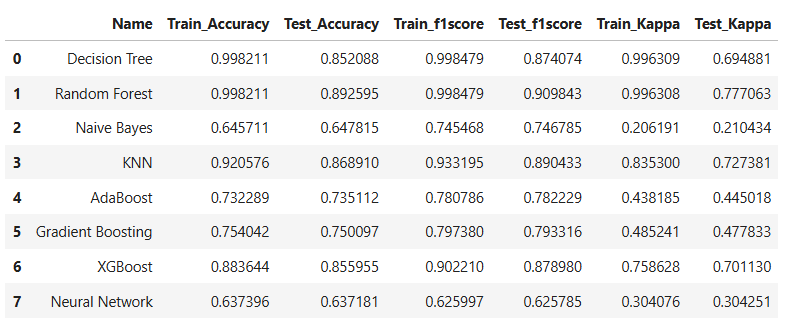 Name Train_Accuracy Test_Accuracy Train_f1score Test_f1score Train_Kappa Test_Kappa
0 Decision Tree 0.998211 0.852088 0.998479 0.874074 0.996309 0.694881
1 Random Forest 0.998211 0.892595 0.998479 0.909843 0.996308 0.777063
2 Naive Bayes 0.645711 0.647815 0.745468 0.746785 0.206191 0.210434
3 KNN 0.920576 0.868910 0.933195 0.890433 0.835300 0.727381
4 AdaBoost 0.732289 0.735112 0.780786 0.782229 0.438185 0.445018
5 Gradient Boosting 0.754042 0.750097 0.797380 0.793316 0.485241 0.477833
6 XGBoost 0.883644 0.855955 0.902210 0.878980 0.758628 0.701130
7 Neural Network 0.637396 0.637181 0.625997 0.625785 0.304076 0.304251